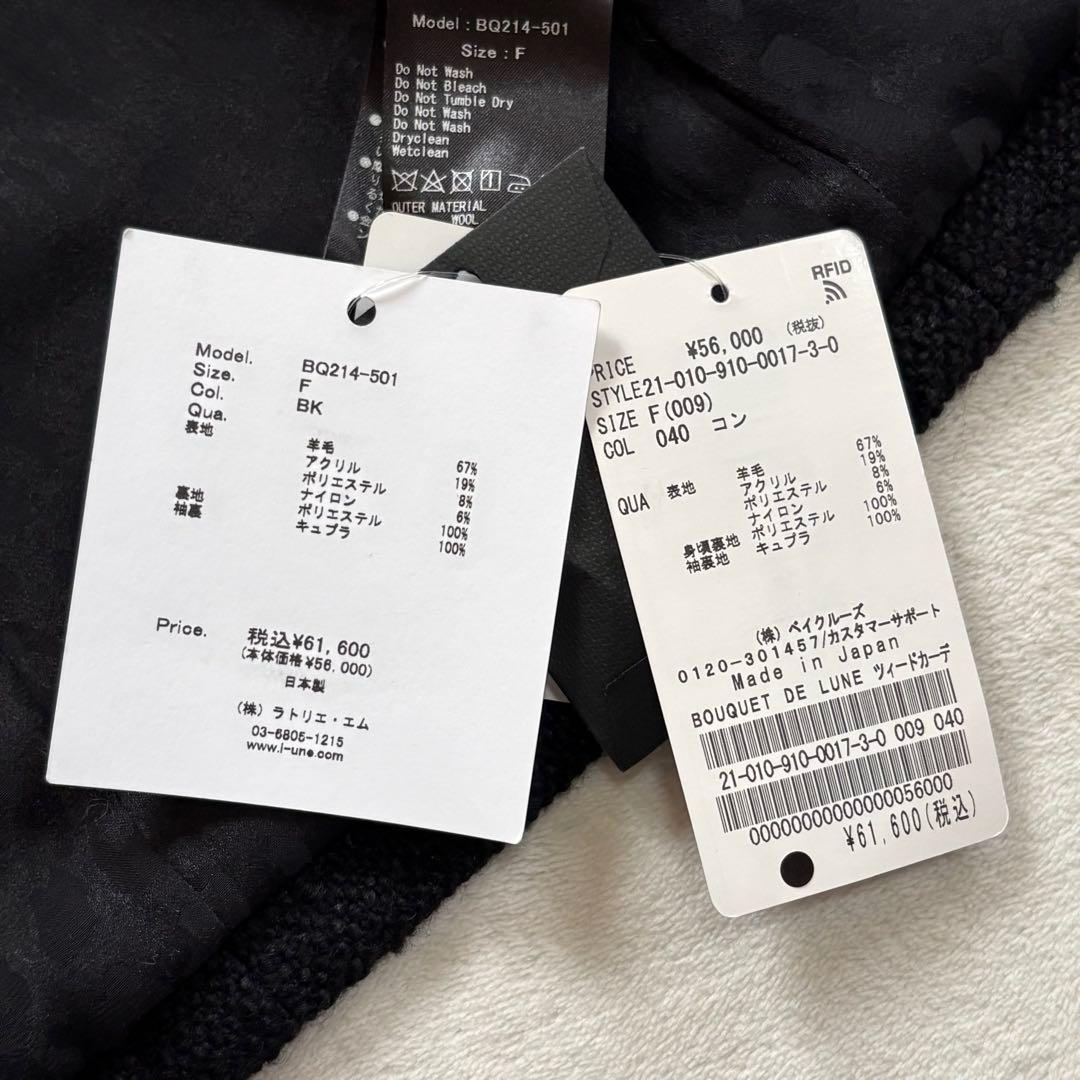 Model : BQ214-501
Size : F
Do Not Wash
Do Not Bleach
Do Not Tumble Dry
Do Not Wash
Do Not Wash
Dryclean
Wetclean
OUTER MATERIAL
WOOL
Model. BQ214-501
Size. F
Col. BK
Qua.
表地 羊毛 67%
アクリル 19%
ポリエステル 8%
ナイロン 6%
裏地 ポリエステル 100%
袖裏 キュプラ 100%
Price. 税込¥61,600
(本体価格¥56,000)
日本製
(株) ラトリエ・エム
03-6805-1215
www.l-une.com
RFID
PRICE ¥56,000 (税抜)
STYLE21-010-910-0017-3-0
SIZE F(009)
COL 040 コン
QUA 表地 羊毛 67%
アクリル 19%
ポリエステル 8%
ナイロン 6%
身頃裏地 ポリエステル 100%
袖裏地 キュプラ 100%
(株) ベイクルーズ
0120-301457/カスタマーサポート
Made in Japan
BOUQUET DE LUNE ツィードカーデ
21-010-910-0017-3-0 009 040
0000000000000056000
¥61,600(税込)